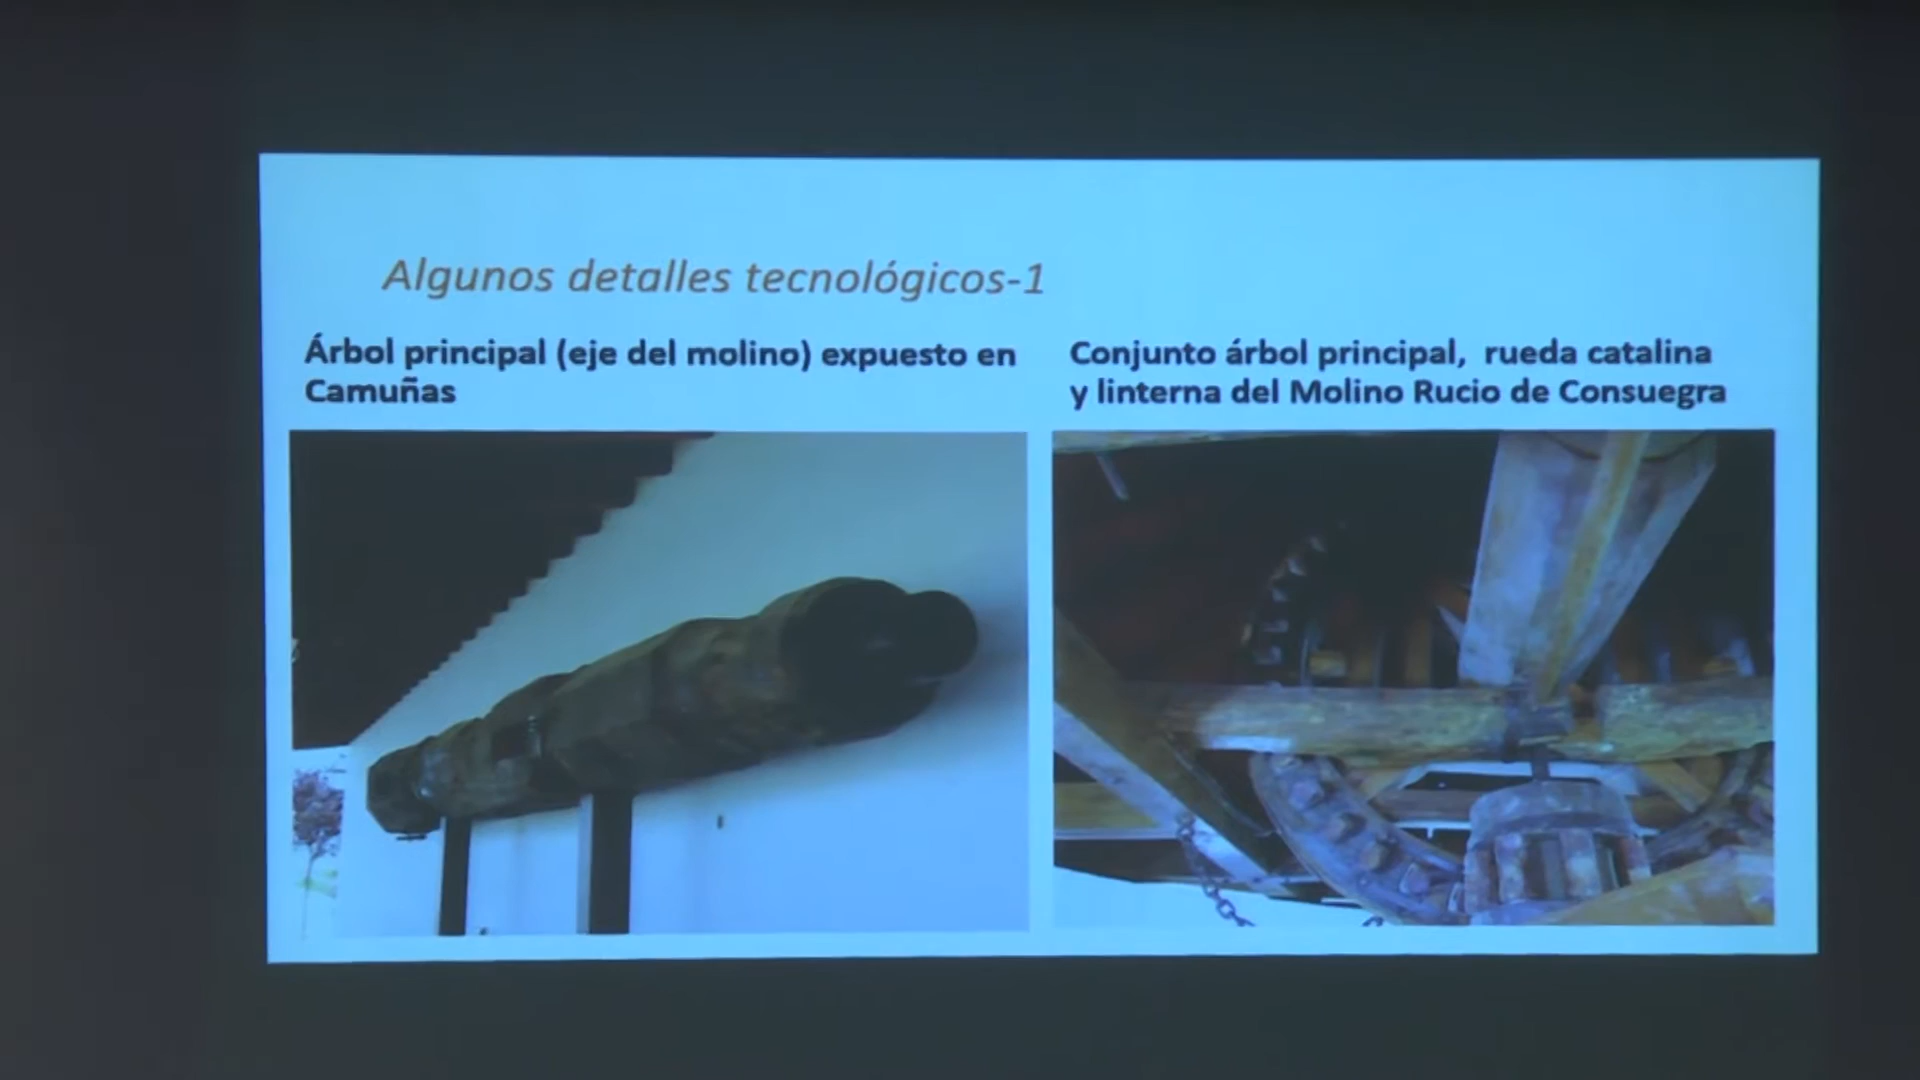 Algunos detalles tecnológicos-1
Árbol principal (eje del molino) expuesto en
Camuñas
Conjunto árbol principal, rueda catalina
y linterna del Molino Rucio de Consuegra